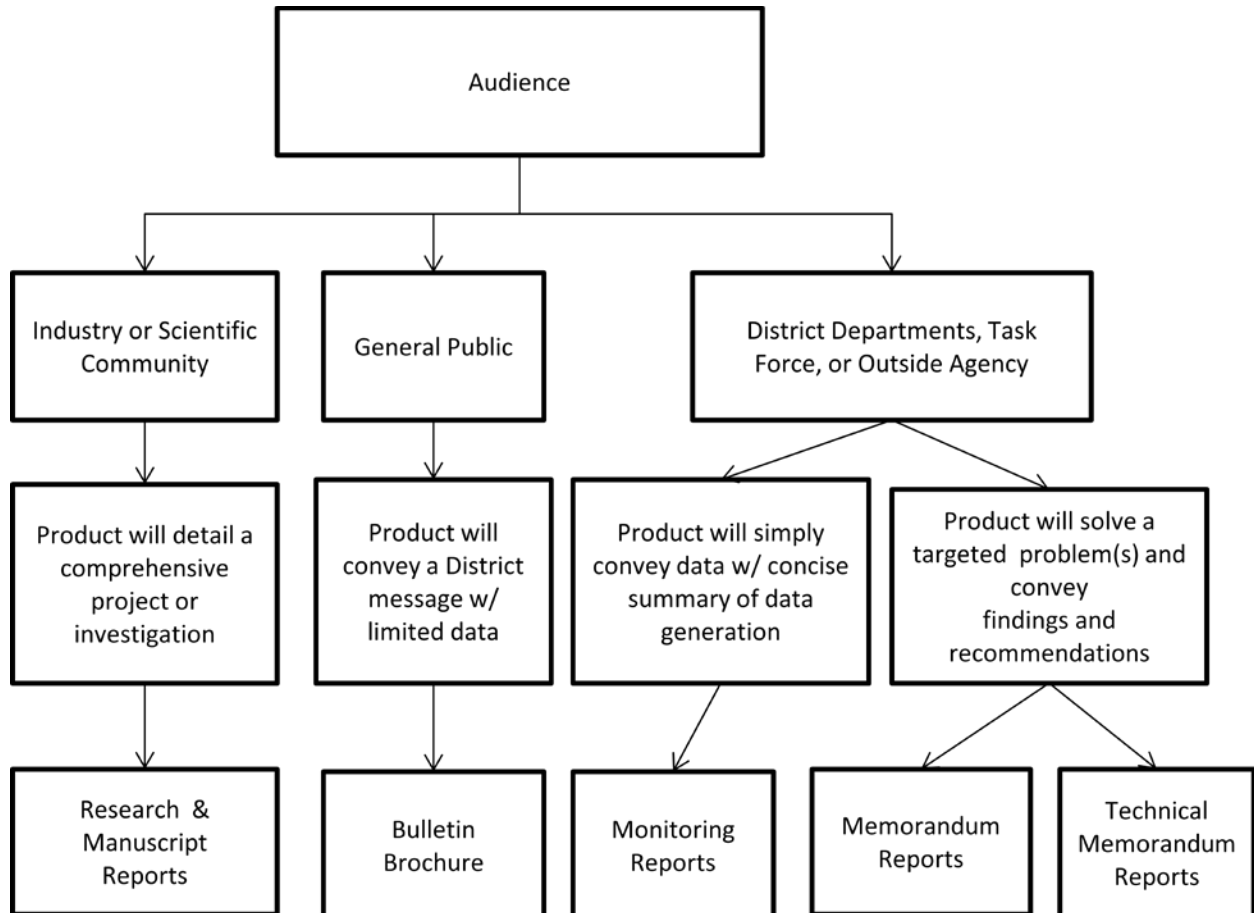 Audience
Industry or Scientific
Community
General Public
District Departments, Task
Force, or Outside Agency
Product will detail a
comprehensive
project or
investigation
Product will
convey a District
message w/
limited data
Product will simply
convey data w/ concise
summary of data
generation
Product will solve a
targeted  problem(s) and
convey
findings and
recommendations
Research  &
Manuscript
Reports
Bulletin
Brochure
Monitoring
Reports
Memorandum
Reports
Technical
Memorandum
Reports